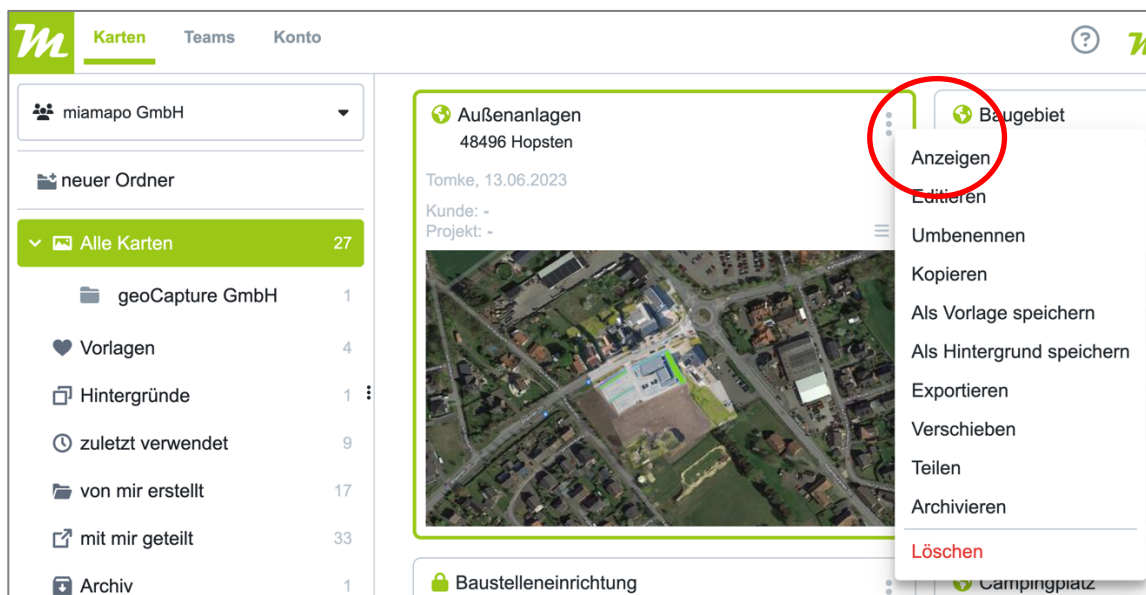 Karten Teams Konto
miamapo GmbH
neuer Ordner
Alle Karten 27
geoCapture GmbH 1
Vorlagen 4
Hintergründe 1
zuletzt verwendet 9
von mir erstellt 17
mit mir geteilt 33
Archiv 1
Außenanlagen
48496 Hopsten
Tomke, 13.06.2023
Kunde: -
Projekt: -
Baustelleneinrichtung
Baugebiet
Anzeigen
Editieren
Umbenennen
Kopieren
Als Vorlage speichern
Als Hintergrund speichern
Exportieren
Verschieben
Teilen
Archivieren
Löschen
Campingplatz